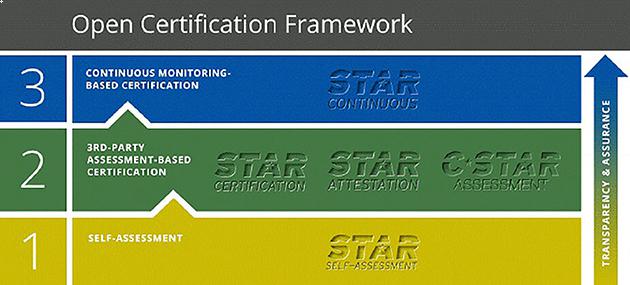 Open Certification Framework
3
CONTINUOUS MONITORING-
BASED CERTIFICATION
STAR
CONTINUOUS
2
3RD-PARTY
ASSESSMENT-BASED
CERTIFICATION
STAR
CERTIFICATION
STAR
ATTESTATION
C★STAR
ASSESSMENT
1
SELF-ASSESSMENT
STAR
SELF-ASSESSMENT
TRANSPARENCY & ASSURANCE